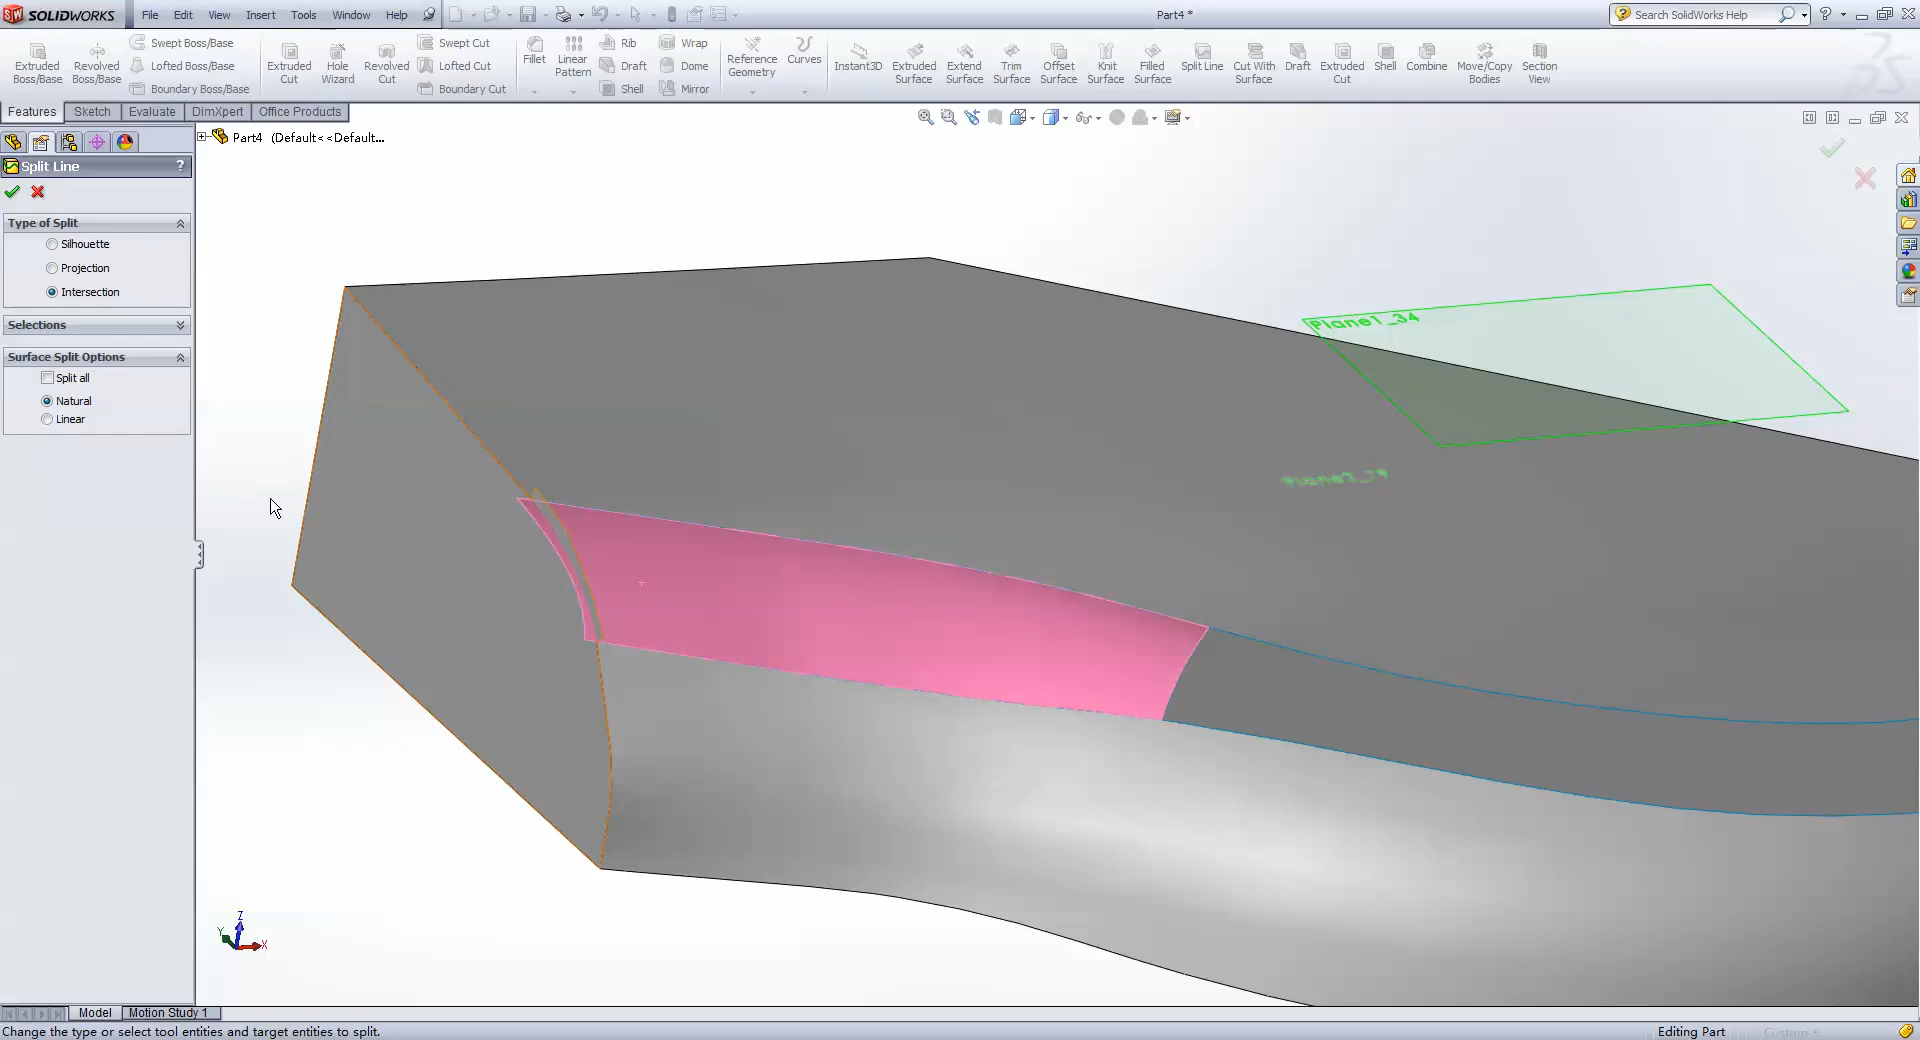 SOLIDWORKS File Edit View Insert Tools Window Help Part4 * Search SolidWorks Help ?
Extruded Boss/Base
Revolved Boss/Base
Swept Boss/Base
Lofted Boss/Base
Boundary Boss/Base
Extruded Cut
Hole Wizard
Revolved Cut
Swept Cut
Lofted Cut
Boundary Cut
Fillet
Linear Pattern
Rib
Draft
Shell
Wrap
Dome
Mirror
Reference Geometry
Curves
Instant3D
Extruded Surface
Extend Surface
Trim Surface
Offset Surface
Knit Surface
Filled Surface
Split Line
Cut With Surface
Draft
Extruded Cut
Shell
Combine
Move/Copy Bodies
Section View
Features Sketch Evaluate DimXpert Office Products
Part4 (Default< <Default...
Split Line ?
Type of Split
Silhouette
Projection
Intersection
Selections
Surface Split Options
Split all
Natural
Linear
Plane1_34
Z
Y
X
Model Motion Study 1
Change the type or select tool entities and target entities to split. Editing Part Custom